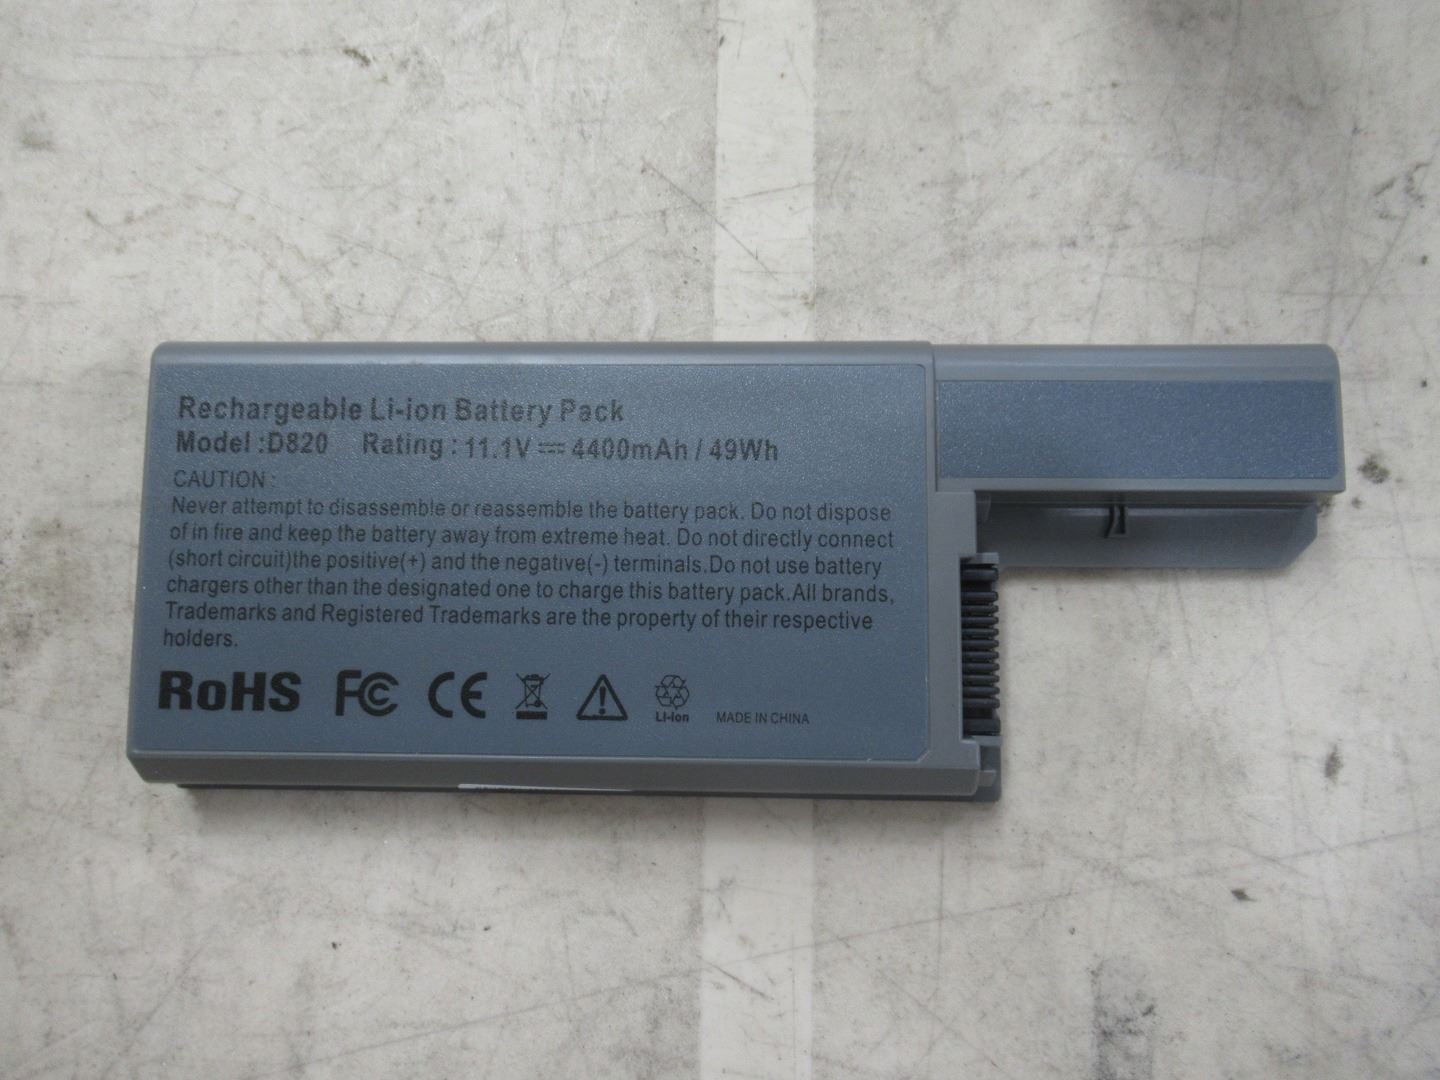 Rechargeable Li-ion Battery Pack
Model :D820 Rating : 11.1V ⎓ 4400mAh / 49Wh
CAUTION :
Never attempt to disassemble or reassemble the battery pack. Do not dispose
of in fire and keep the battery away from extreme heat. Do not directly connect
(short circuit)the positive(+) and the negative(-) terminals.Do not use battery
chargers other than the designated one to charge this battery pack.All brands,
Trademarks and Registered Trademarks are the property of their respective
holders.
RoHS FC CE Li-ion MADE IN CHINA